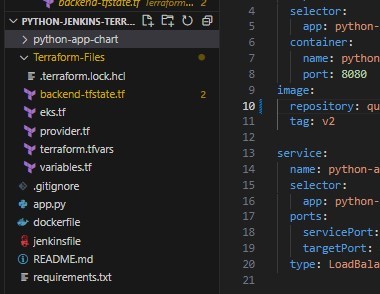 backend-tfstate.tf Terraform... 2
PYTHON-JENKINS-TERR...
python-app-chart
Terraform-Files
.terraform.lock.hcl
backend-tfstate.tf 2
eks.tf
provider.tf
terraform.tfvars
variables.tf
.gitignore
app.py
dockerfile
jenkinsfile
README.md
requirements.txt
4
5 selector:
6 app: python-
6 container:
7 name: python
8 port: 8080
9 image:
10 repository: qu
11 tag: v2
12
13 service:
14 name: python-a
15 selector:
16 app: python-
17 ports:
18 servicePort:
19 targetPort:
20 type: LoadBala
21